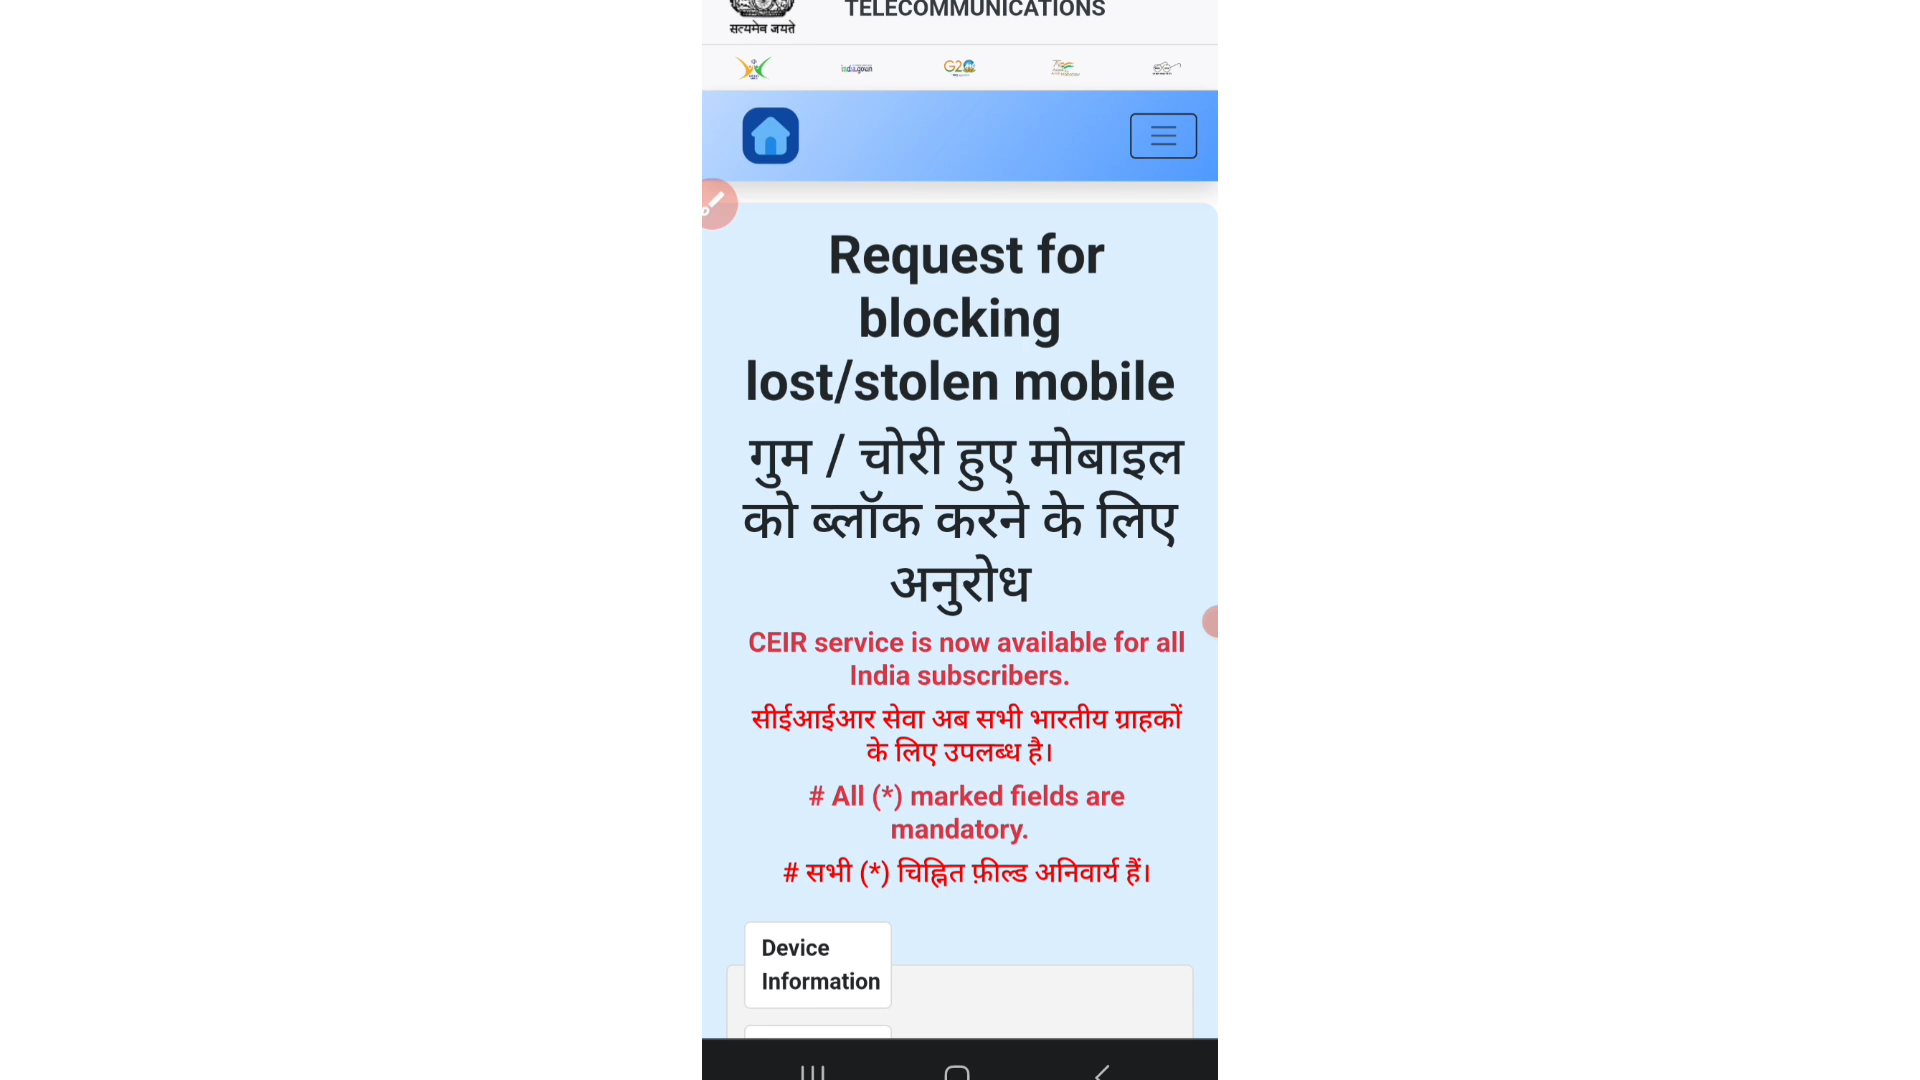 TELECOMMUNICATIONS
सत्यमेव जयते
G20
Request for
blocking
lost/stolen mobile
गुम / चोरी हुए मोबाइल
को ब्लॉक करने के लिए
अनुरोध
CEIR service is now available for all
India subscribers.
सीईआईआर सेवा अब सभी भारतीय ग्राहकों
के लिए उपलब्ध है।
# All (*) marked fields are
mandatory.
# सभी (*) चिह्नित फ़ील्ड अनिवार्य हैं।
Device
Information